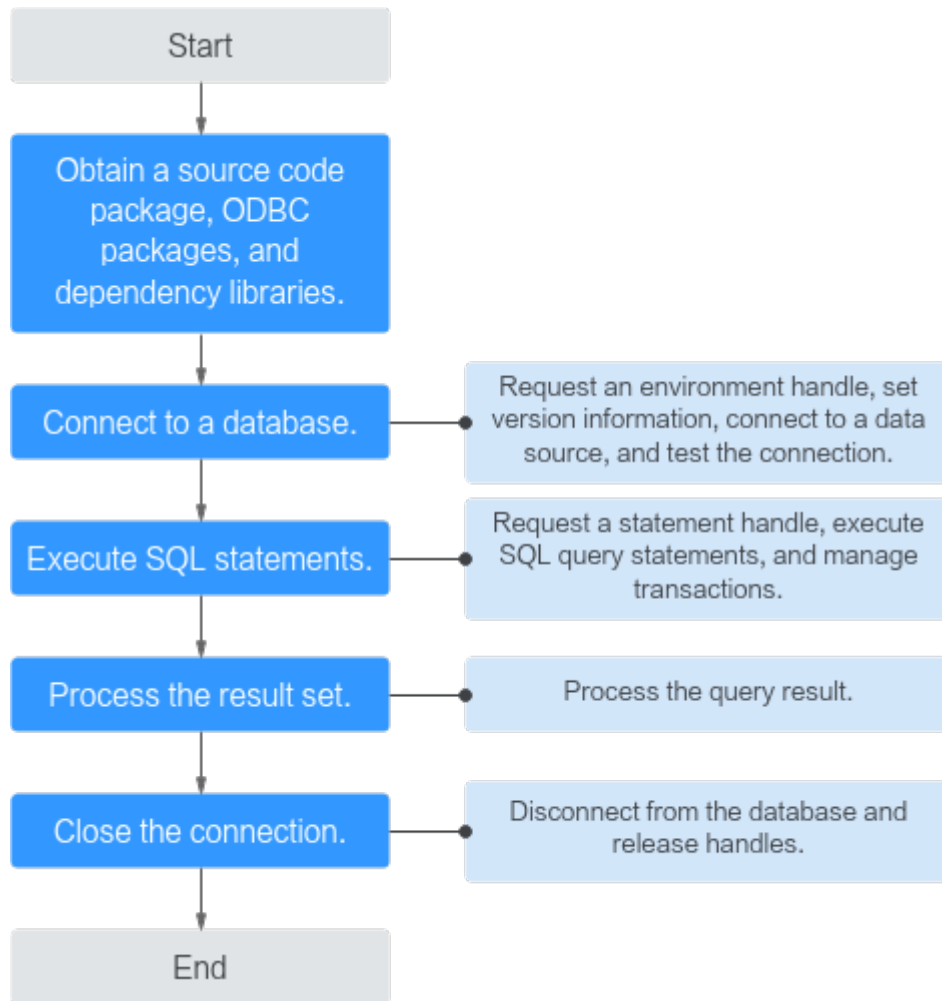 Start
Obtain a source code
package, ODBC
packages, and
dependency libraries.
Connect to a database.
Request an environment handle, set
version information, connect to a data
source, and test the connection.
Execute SQL statements.
Request a statement handle, execute
SQL query statements, and manage
transactions.
Process the result set.
Process the query result.
Close the connection.
Disconnect from the database and
release handles.
End